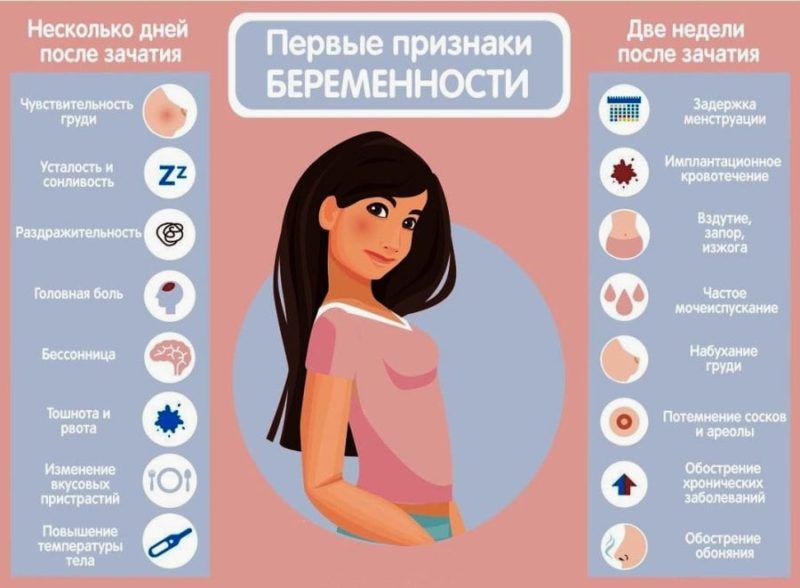 Несколько дней
после зачатия
Чувствительность
груди
Усталость и
сонливость
ZZ
Раздражительность
Головная боль
Бессонница
Тошнота и
рвота
Изменение
вкусовых
пристрастий
Повышение
температуры
тела
Первые признаки
БЕРЕМЕННОСТИ
Две недели
после зачатия
Задержка
менструации
Имплантационное
кровотечение
Вздутие,
запор,
изжога
Частое
мочеиспускание
Набухание
груди
Потемнение сосков
и ареолы
Обострение
хронических
заболеваний
Обострение
обоняния